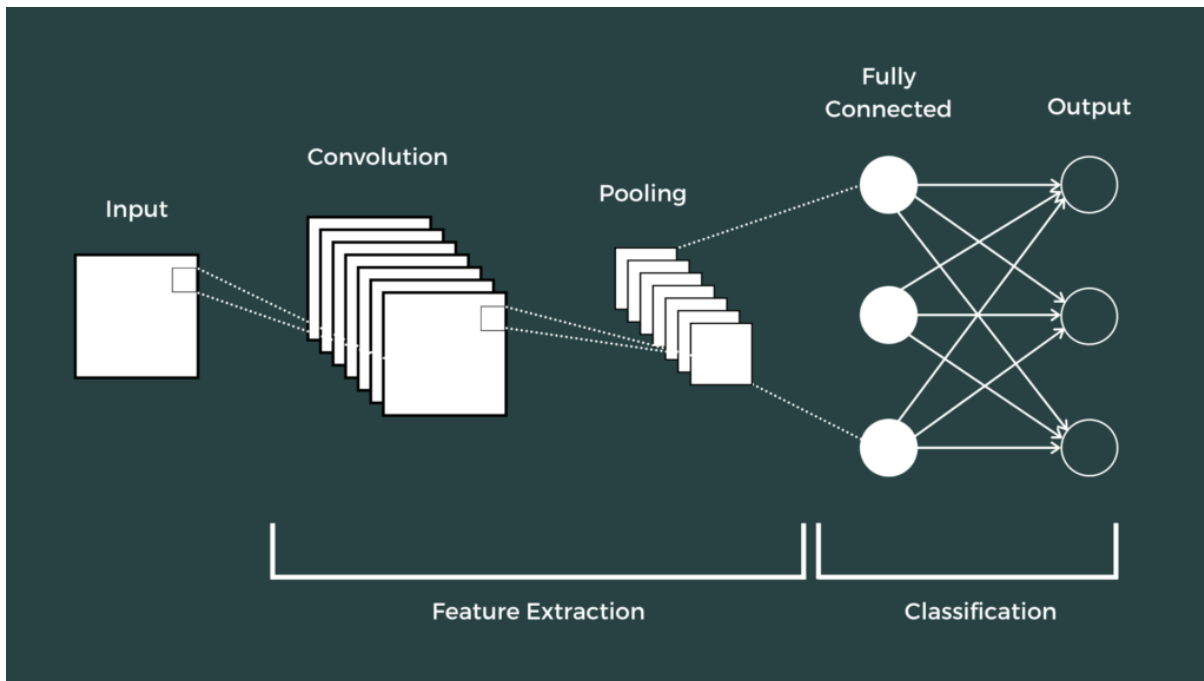 Input
Convolution
Pooling
Fully
Connected
Output
Feature Extraction
Classification